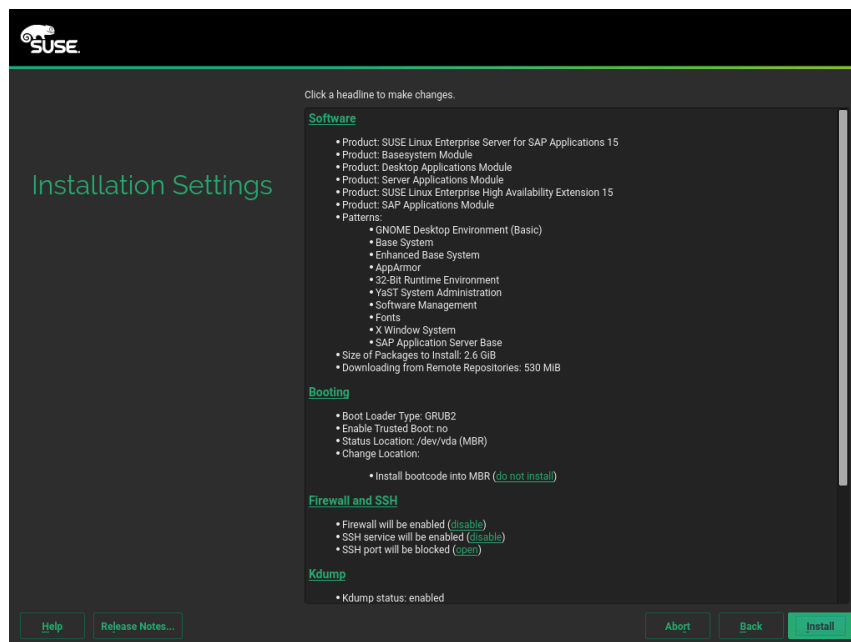 SUSE.
Click a headline to make changes.
Installation Settings
Software
• Product: SUSE Linux Enterprise Server for SAP Applications 15
• Product: Basesystem Module
• Product: Desktop Applications Module
• Product: Server Applications Module
• Product: SUSE Linux Enterprise High Availability Extension 15
• Product: SAP Applications Module
• Patterns:
• GNOME Desktop Environment (Basic)
• Base System
• Enhanced Base System
• AppArmor
• 32-Bit Runtime Environment
• YaST System Administration
• Software Management
• Fonts
• X Window System
• SAP Application Server Base
• Size of Packages to Install: 2.6 GiB
• Downloading from Remote Repositories: 530 MiB
Booting
• Boot Loader Type: GRUB2
• Enable Trusted Boot: no
• Status Location: /dev/vda (MBR)
• Change Location:
• Install bootcode into MBR (do not install)
Firewall and SSH
• Firewall will be enabled (disable)
• SSH service will be enabled (disable)
• SSH port will be blocked (open)
Kdump
• Kdump status: enabled
Help Release Notes... Abort Back Install